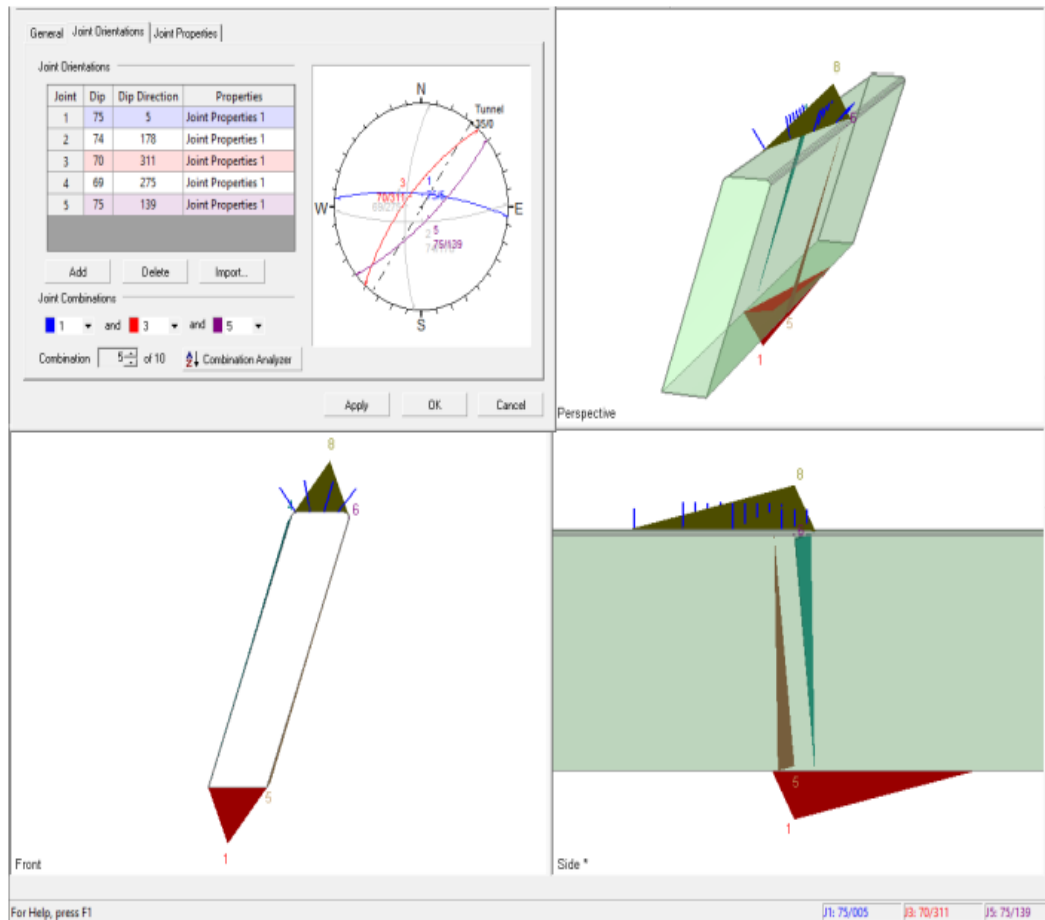 General Joint Orientations Joint Properties
Joint Orientations
Joint Dip Dip Direction Properties
1 75 5 Joint Properties 1
2 74 178 Joint Properties 1
3 70 311 Joint Properties 1
4 69 275 Joint Properties 1
5 75 139 Joint Properties 1
Add Delete Import...
Joint Combinations
1 and 3 and 5
Combination 5 of 10 Combination Analyzer
Apply OK Cancel
N
Tunnel
35/0
3
1
70/311
75/5
W
E
5
2
75/139
S
8
6
5
1
Perspective
8
6
5
1
Front
8
5
1
Side *
For Help, press F1
J1: 75/005 J3: 70/311 J5: 75/139